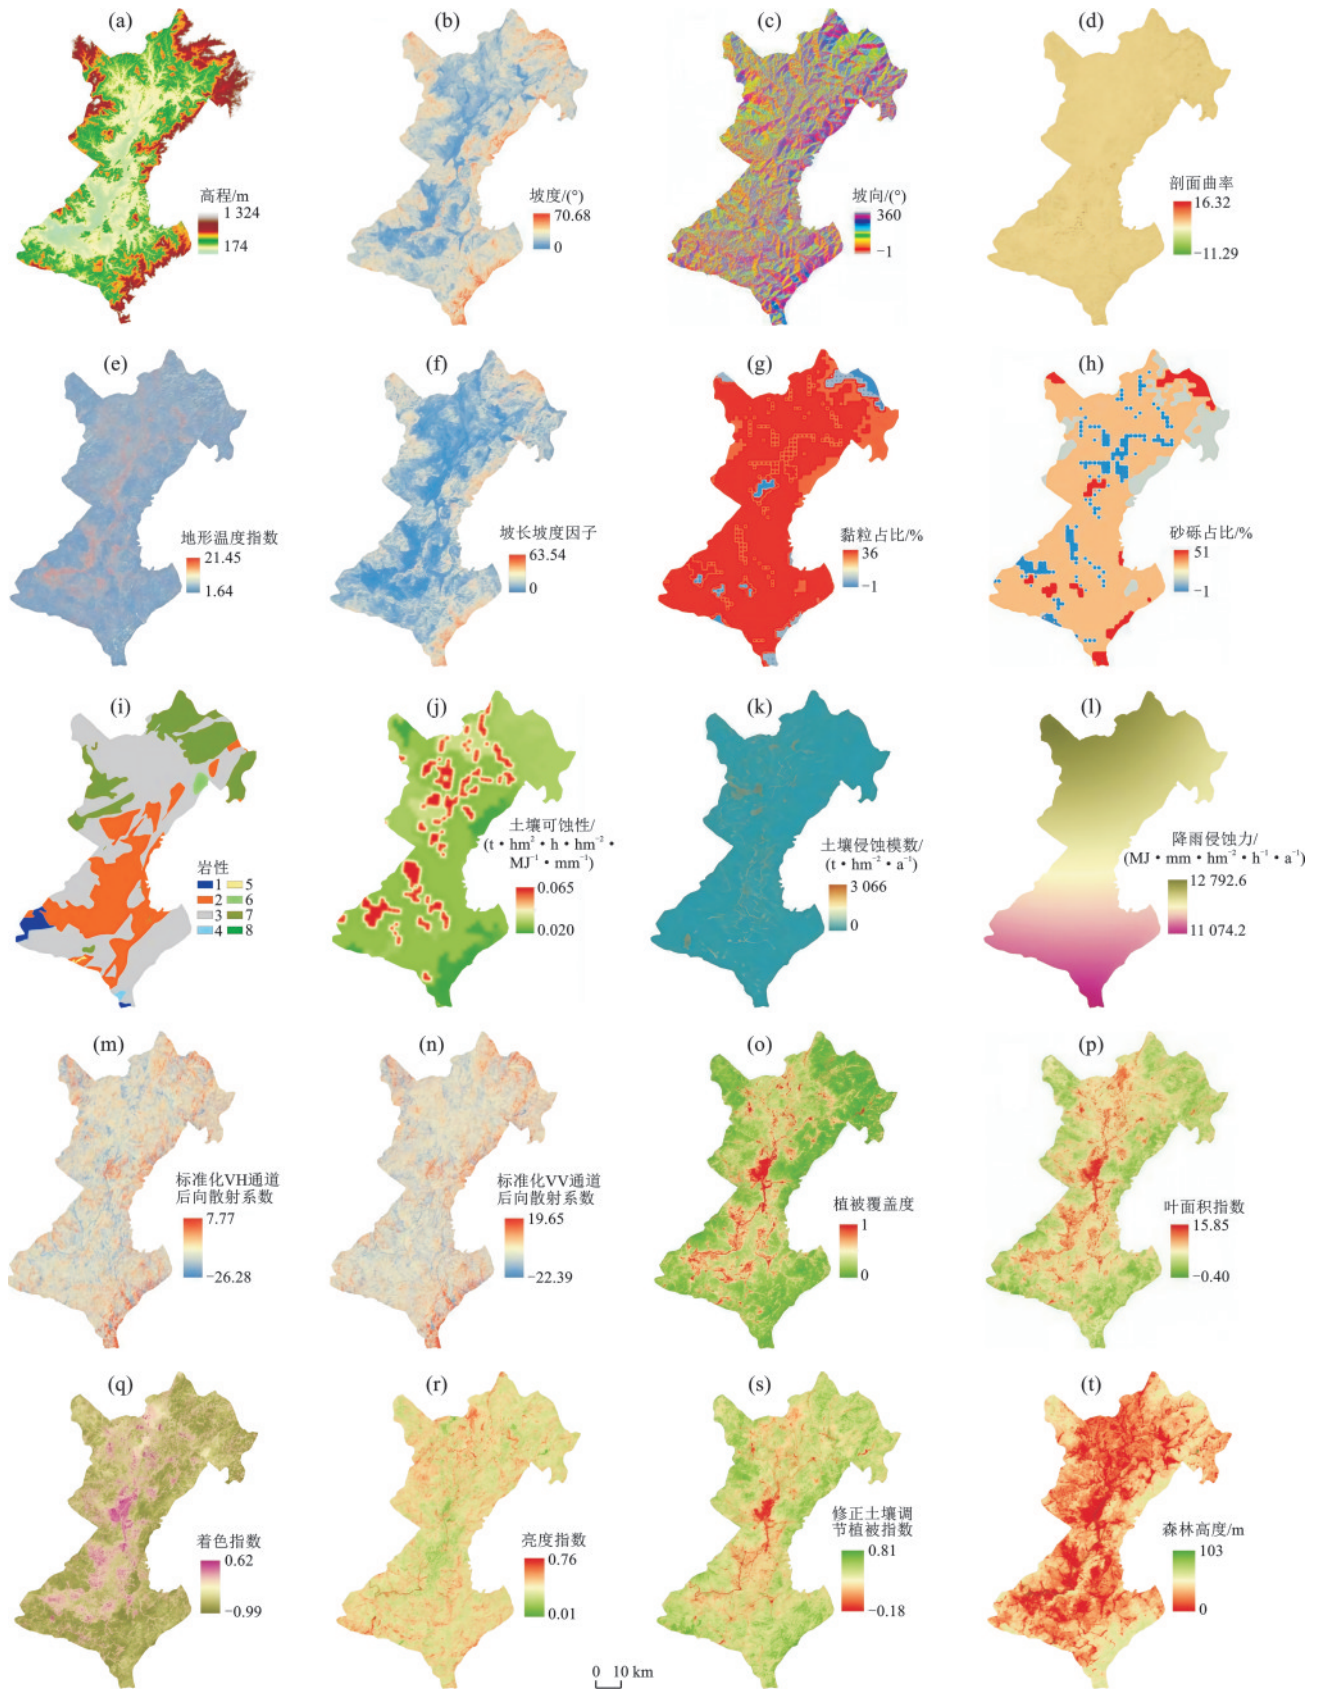 (a)
高程/m
1 324
174
(b)
坡度/(°)
70.68
0
(c)
坡向/(°)
360
−1
(d)
剖面曲率
16.32
−11.29
(e)
地形温度指数
21.45
1.64
(f)
坡长坡度因子
63.54
0
(g)
黏粒占比/%
36
−1
(h)
砂砾占比/%
51
−1
(i)
岩性
1 5
2 6
3 7
4 8
(j)
土壤可蚀性/
(t·hm²·h·hm⁻²·
MJ⁻¹·mm⁻¹)
0.065
0.020
(k)
土壤侵蚀模数/
(t·hm⁻²·a⁻¹)
3 066
0
(l)
降雨侵蚀力/
(MJ·mm·hm⁻²·h⁻¹·a⁻¹)
12 792.6
11 074.2
(m)
标准化VH通道
后向散射系数
7.77
−26.28
(n)
标准化VV通道
后向散射系数
19.65
−22.39
(o)
植被覆盖度
1
0
(p)
叶面积指数
15.85
−0.40
(q)
着色指数
0.62
−0.99
(r)
亮度指数
0.76
0.01
(s)
修正土壤调
节植被指数
0.81
−0.18
(t)
森林高度/m
103
0
0 10 km